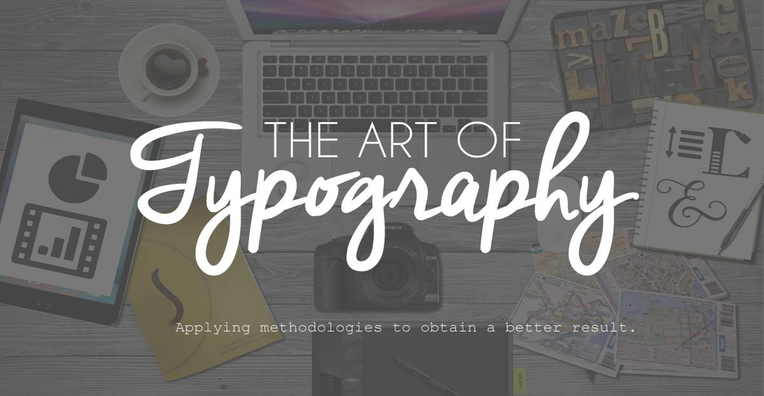 THE ART OF
Typography
Applying methodologies to obtain a better result.